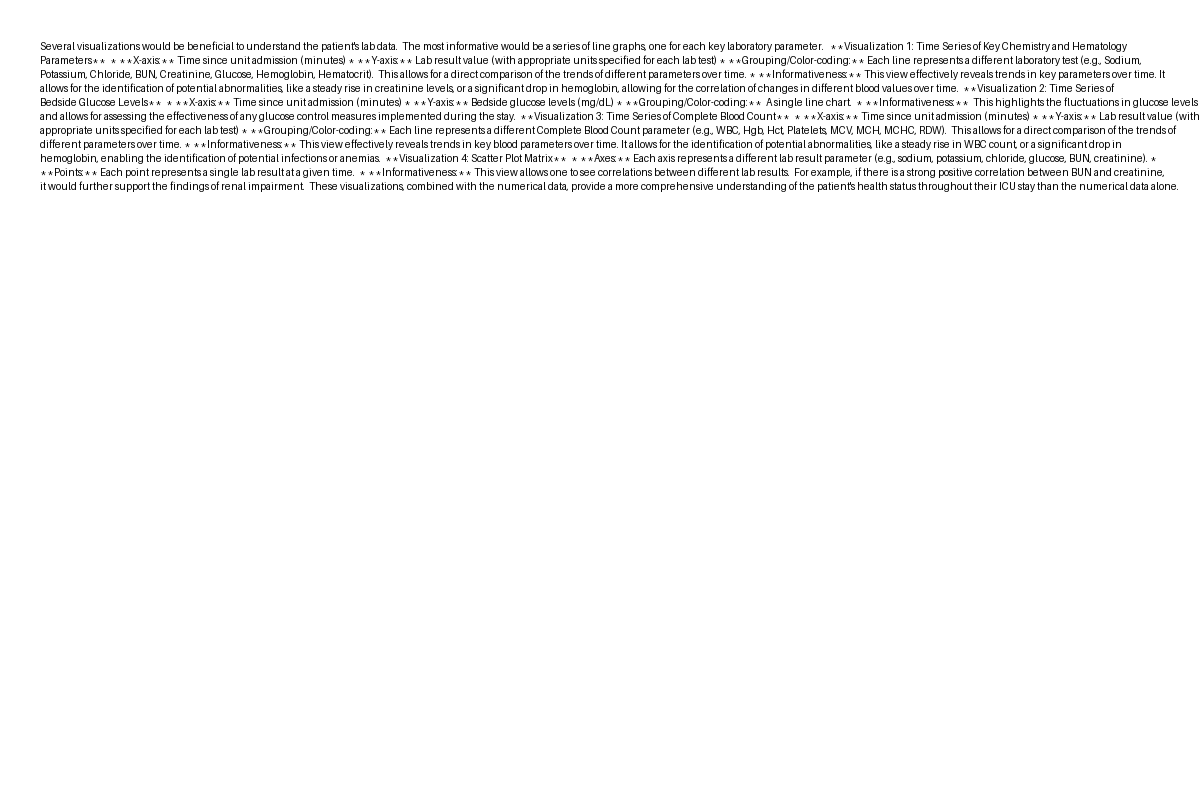 Several visualizations would be beneficial to understand the patient's lab data.  The most informative would be a series of line graphs, one for each key laboratory parameter.   **Visualization 1: Time Series of Key Chemistry and Hematology
Parameters**  * **X-axis:** Time since unit admission (minutes) * **Y-axis:** Lab result value (with appropriate units specified for each lab test) * **Grouping/Color-coding:** Each line represents a different laboratory test (e.g., Sodium,
Potassium, Chloride, BUN, Creatinine, Glucose, Hemoglobin, Hematocrit).  This allows for a direct comparison of the trends of different parameters over time. * **Informativeness:** This view effectively reveals trends in key parameters over time. It
allows for the identification of potential abnormalities, like a steady rise in creatinine levels, or a significant drop in hemoglobin, allowing for the correlation of changes in different blood values over time.  **Visualization 2: Time Series of
Bedside Glucose Levels**  * **X-axis:** Time since unit admission (minutes) * **Y-axis:** Bedside glucose levels (mg/dL) * **Grouping/Color-coding:**  A single line chart.  * **Informativeness:**  This highlights the fluctuations in glucose levels
and allows for assessing the effectiveness of any glucose control measures implemented during the stay.  **Visualization 3: Time Series of Complete Blood Count**  * **X-axis:** Time since unit admission (minutes) * **Y-axis:** Lab result value (with
appropriate units specified for each lab test) * **Grouping/Color-coding:** Each line represents a different Complete Blood Count parameter (e.g., WBC, Hgb, Hct, Platelets, MCV, MCH, MCHC, RDW).  This allows for a direct comparison of the trends of
different parameters over time. * **Informativeness:** This view effectively reveals trends in key blood parameters over time. It allows for the identification of potential abnormalities, like a steady rise in WBC count, or a significant drop in
hemoglobin, enabling the identification of potential infections or anemias.  **Visualization 4: Scatter Plot Matrix**  * **Axes:** Each axis represents a different lab result parameter (e.g., sodium, potassium, chloride, glucose, BUN, creatinine). *
**Points:** Each point represents a single lab result at a given time.  * **Informativeness:** This view allows one to see correlations between different lab results.  For example, if there is a strong positive correlation between BUN and creatinine,
it would further support the findings of renal impairment.  These visualizations, combined with the numerical data, provide a more comprehensive understanding of the patient's health status throughout their ICU stay than the numerical data alone.